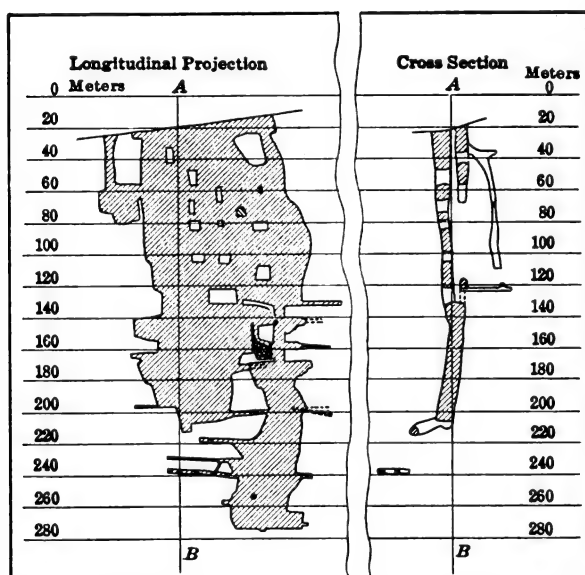 Longitudinal Projection
Cross Section
0 Meters A
A Meters 0
20 20
40 40
60 60
80 80
100 100
120 120
140 140
160 160
180 180
200 200
220 220
240 240
260 260
280 280
B B